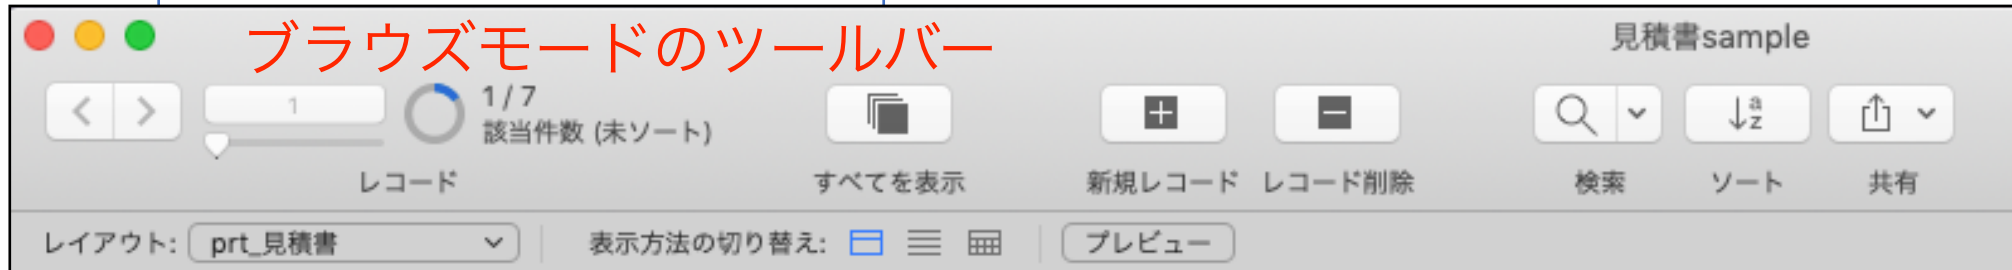 ブラウズモードのツールバー
見積書sample
1
1 / 7
該当件数 (未ソート)
a
z
レコード
すべてを表示
新規レコード
レコード削除
検索
ソート
共有
レイアウト: prt_見積書
表示方法の切り替え:
プレビュー